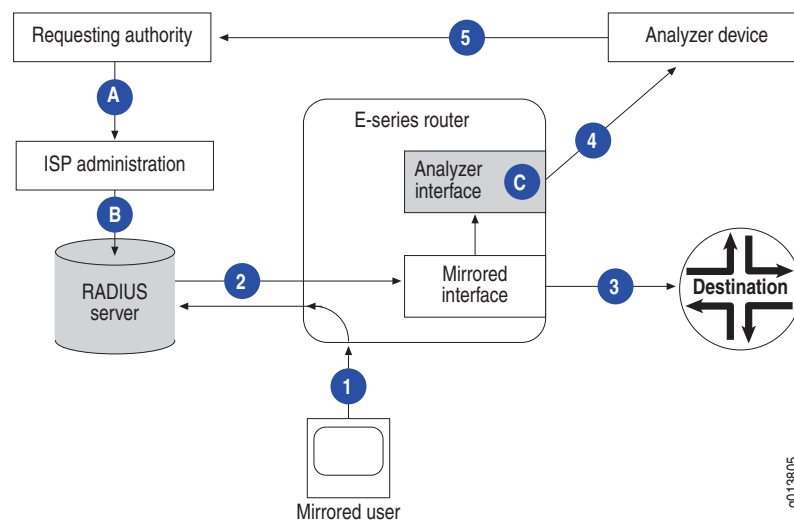 Requesting authority
5
Analyzer device
A
E-series router
4
ISP administration
Analyzer
interface
C
B
RADIUS
server
2
Mirrored
interface
3
Destination
1
Mirrored user
g013805